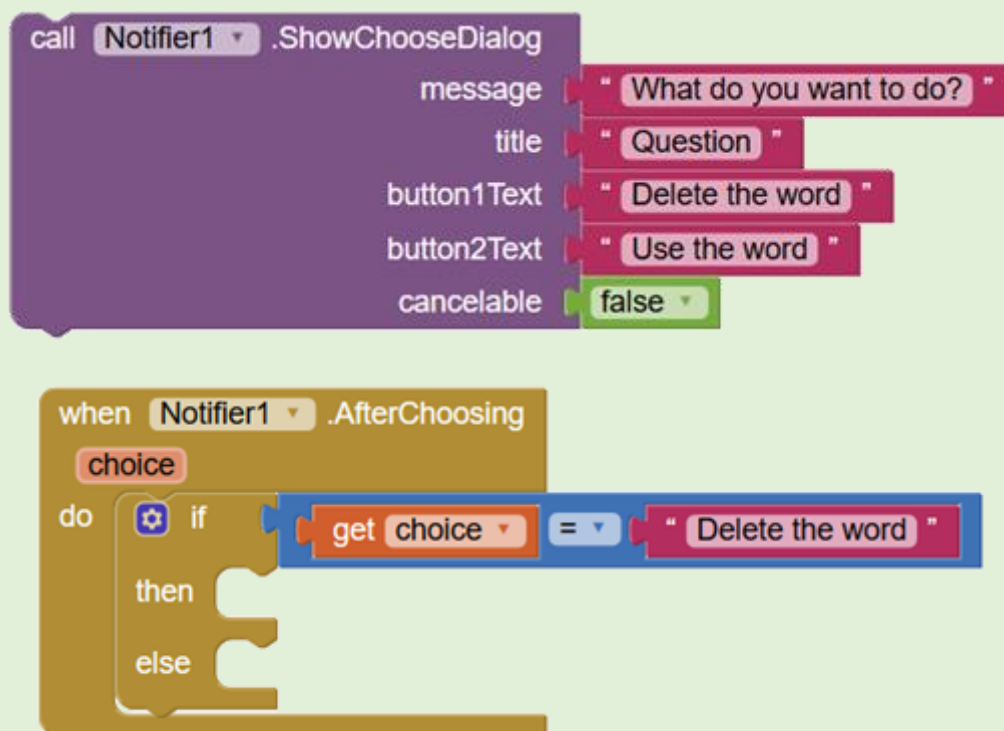 call Notifier1 .ShowChooseDialog
message " What do you want to do? "
title " Question "
button1Text " Delete the word "
button2Text " Use the word "
cancelable false
when Notifier1 .AfterChoosing
choice
do if get choice = " Delete the word "
then
else